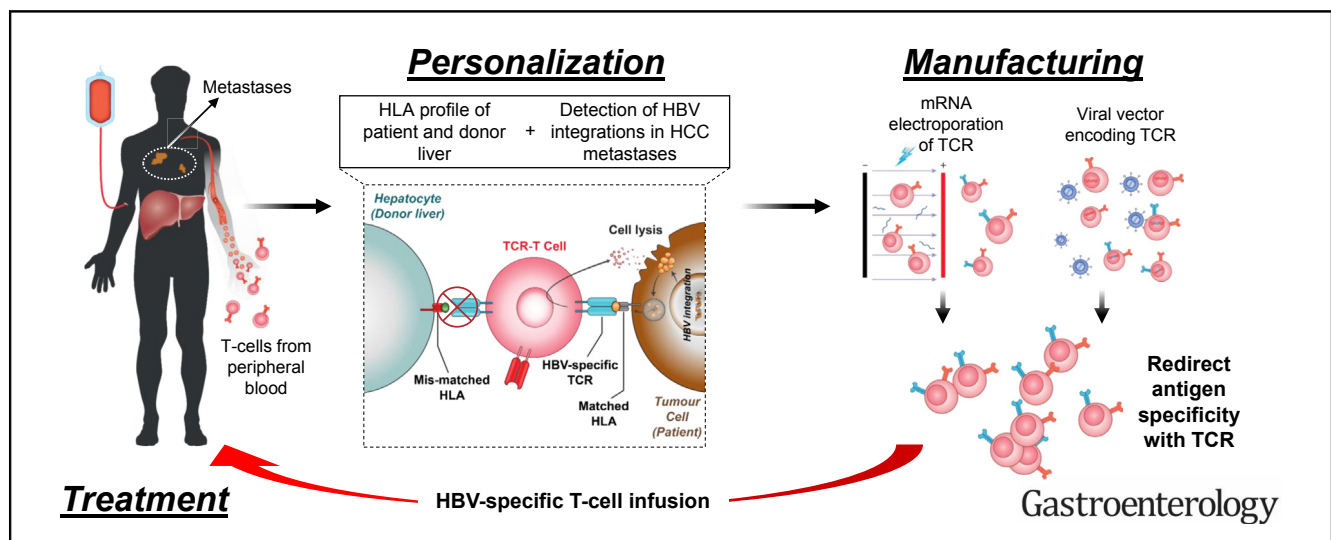 Personalization
Manufacturing
Metastases
HLA profile of
patient and donor
liver
+
Detection of HBV
integrations in HCC
metastases
mRNA
electroporation
of TCR
Viral vector
encoding TCR
−
+
Hepatocyte
(Donor liver)
TCR-T Cell
Cell lysis
HBV integration
Mis-matched
HLA
HBV-specific
TCR
Matched
HLA
Tumour
Cell
(Patient)
T-cells from
peripheral
blood
Redirect
antigen
specificity
with TCR
Treatment
HBV-specific T-cell infusion
Gastroenterology